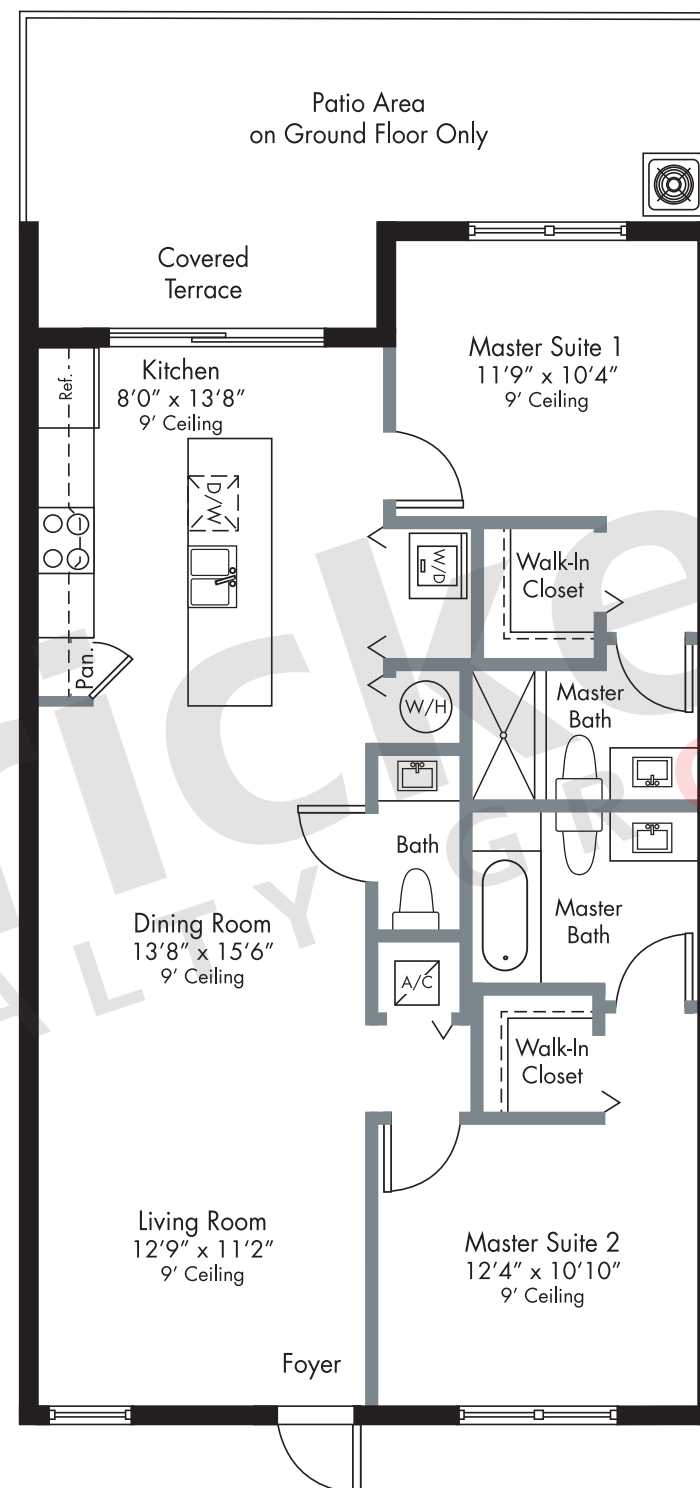 Patio Area
on Ground Floor Only
Covered
Terrace
Master Suite 1
11'9" x 10'4"
9' Ceiling
Kitchen
8'0" x 13'8"
9' Ceiling
Ref.
D/W
W/D
Walk-In
Closet
Pan.
W/H
Master
Bath
Bath
Master
Bath
Dining Room
13'8" x 15'6"
9' Ceiling
A/C
Walk-In
Closet
Living Room
12'9" x 11'2"
9' Ceiling
Master Suite 2
12'4" x 10'10"
9' Ceiling
Foyer